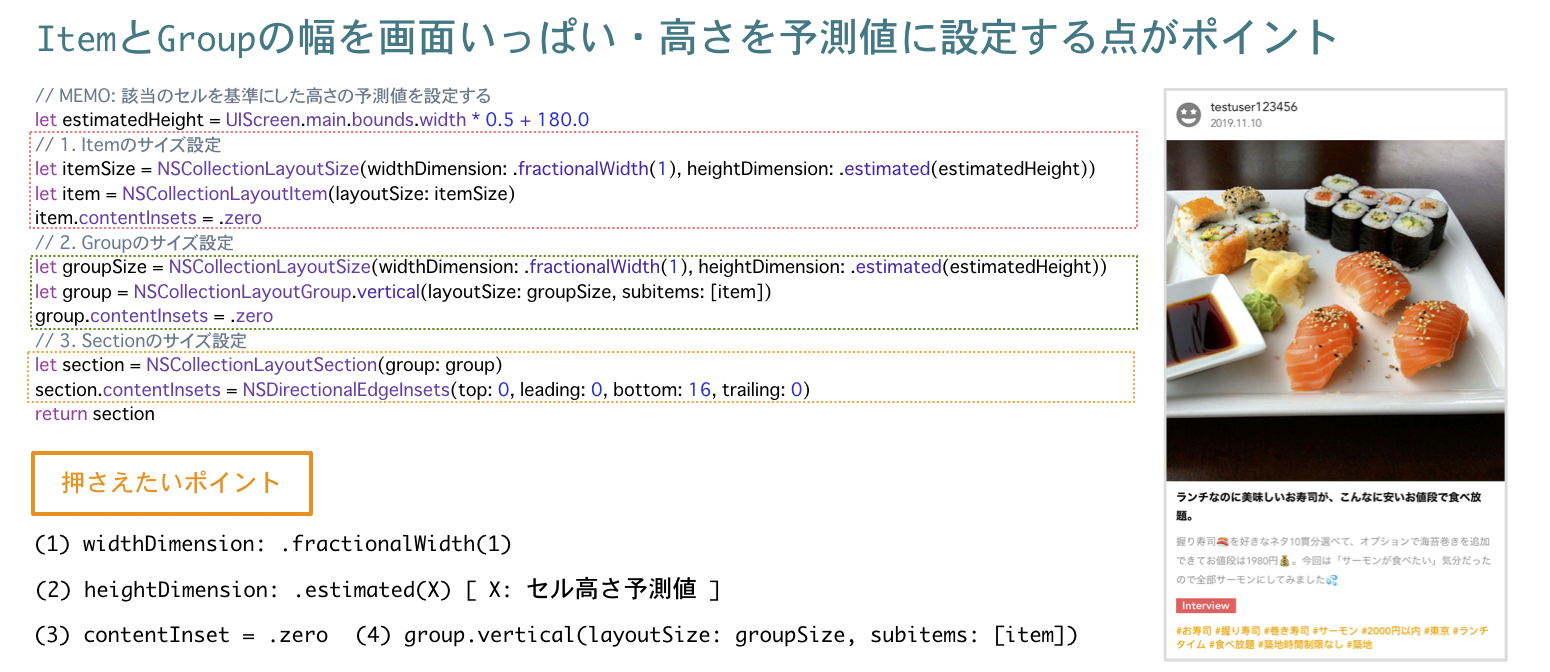 ItemとGroupの幅を画面いっぱい・高さを予測値に設定する点がポイント
// MEMO: 該当のセルを基準にした高さの予測値を設定する
let estimatedHeight = UIScreen.main.bounds.width * 0.5 + 180.0
// 1. Itemのサイズ設定
let itemSize = NSCollectionLayoutSize(widthDimension: .fractionalWidth(1), heightDimension: .estimated(estimatedHeight))
let item = NSCollectionLayoutItem(layoutSize: itemSize)
item.contentInsets = .zero
// 2. Groupのサイズ設定
let groupSize = NSCollectionLayoutSize(widthDimension: .fractionalWidth(1), heightDimension: .estimated(estimatedHeight))
let group = NSCollectionLayoutGroup.vertical(layoutSize: groupSize, subitems: [item])
group.contentInsets = .zero
// 3. Sectionのサイズ設定
let section = NSCollectionLayoutSection(group: group)
section.contentInsets = NSDirectionalEdgeInsets(top: 0, leading: 0, bottom: 16, trailing: 0)
return section
押さえたいポイント
(1) widthDimension: .fractionalWidth(1)
(2) heightDimension: .estimated(X) [ X: セル高さ予測値 ]
(3) contentInset = .zero (4) group.vertical(layoutSize: groupSize, subitems: [item])
testuser123456
2019.11.10
ランチなのに美味しいお寿司が、こんなに安いお値段で食べ放
題。
握り寿司🍣を好きなネタ10貫分選べて、オプションで海苔巻きを追加
できてお値段は1980円💰。今回は「サーモンが食べたい」気分だった
ので全部サーモンにしてみました💦
Interview
#お寿司 #握り寿司 #巻き寿司 #サーモン #2000円以内 #東京 #ランチ
タイム #食べ放題 #築地時間制限なし #築地